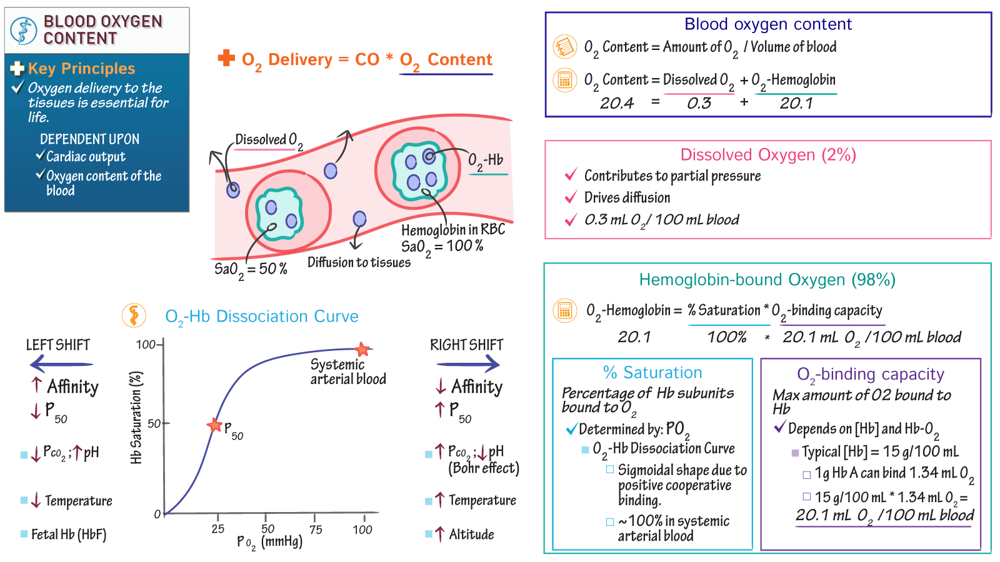 BLOOD OXYGEN
CONTENT
Key Principles
Oxygen delivery to the
tissues is essential for
life.
DEPENDENT UPON
Cardiac output
Oxygen content of the
blood
O2 Delivery = CO * O2 Content
Dissolved O2
O2-Hb
Hemoglobin in RBC
SaO2 = 100%
Diffusion to tissues
SaO2 = 50%
Blood oxygen content
O2 Content = Amount of O2 / Volume of blood
O2 Content = Dissolved O2 + O2-Hemoglobin
20.4 = 0.3 + 20.1
Dissolved Oxygen (2%)
Contributes to partial pressure
Drives diffusion
0.3 mL O2/ 100 mL blood
Hemoglobin-bound Oxygen (98%)
O2-Hemoglobin = % Saturation * O2-binding capacity
20.1 100% * 20.1 mL O2 /100 mL blood
% Saturation
Percentage of Hb subunits
bound to O2
Determined by: PO2
O2-Hb Dissociation Curve
Sigmoidal shape due to
positive cooperative
binding.
~100% in systemic
arterial blood
O2-binding capacity
Max amount of O2 bound to
Hb
Depends on [Hb] and Hb-O2
Typical [Hb] = 15 g/100 mL
1g Hb A can bind 1.34 mL O2
15 g/100 mL * 1.34 mL O2 =
20.1 mL O2 /100 mL blood
O2-Hb Dissociation Curve
LEFT SHIFT
↑ Affinity
↓ P50
↓ PCO2; ↑ pH
↓ Temperature
Fetal Hb (HbF)
Hb Saturation (%)
100
50
0
P50
Systemic
arterial blood
25 50 75 100
PO2 (mmHg)
RIGHT SHIFT
↓ Affinity
↑ P50
↑ PCO2; ↓ pH
(Bohr effect)
↑ Temperature
↑ Altitude